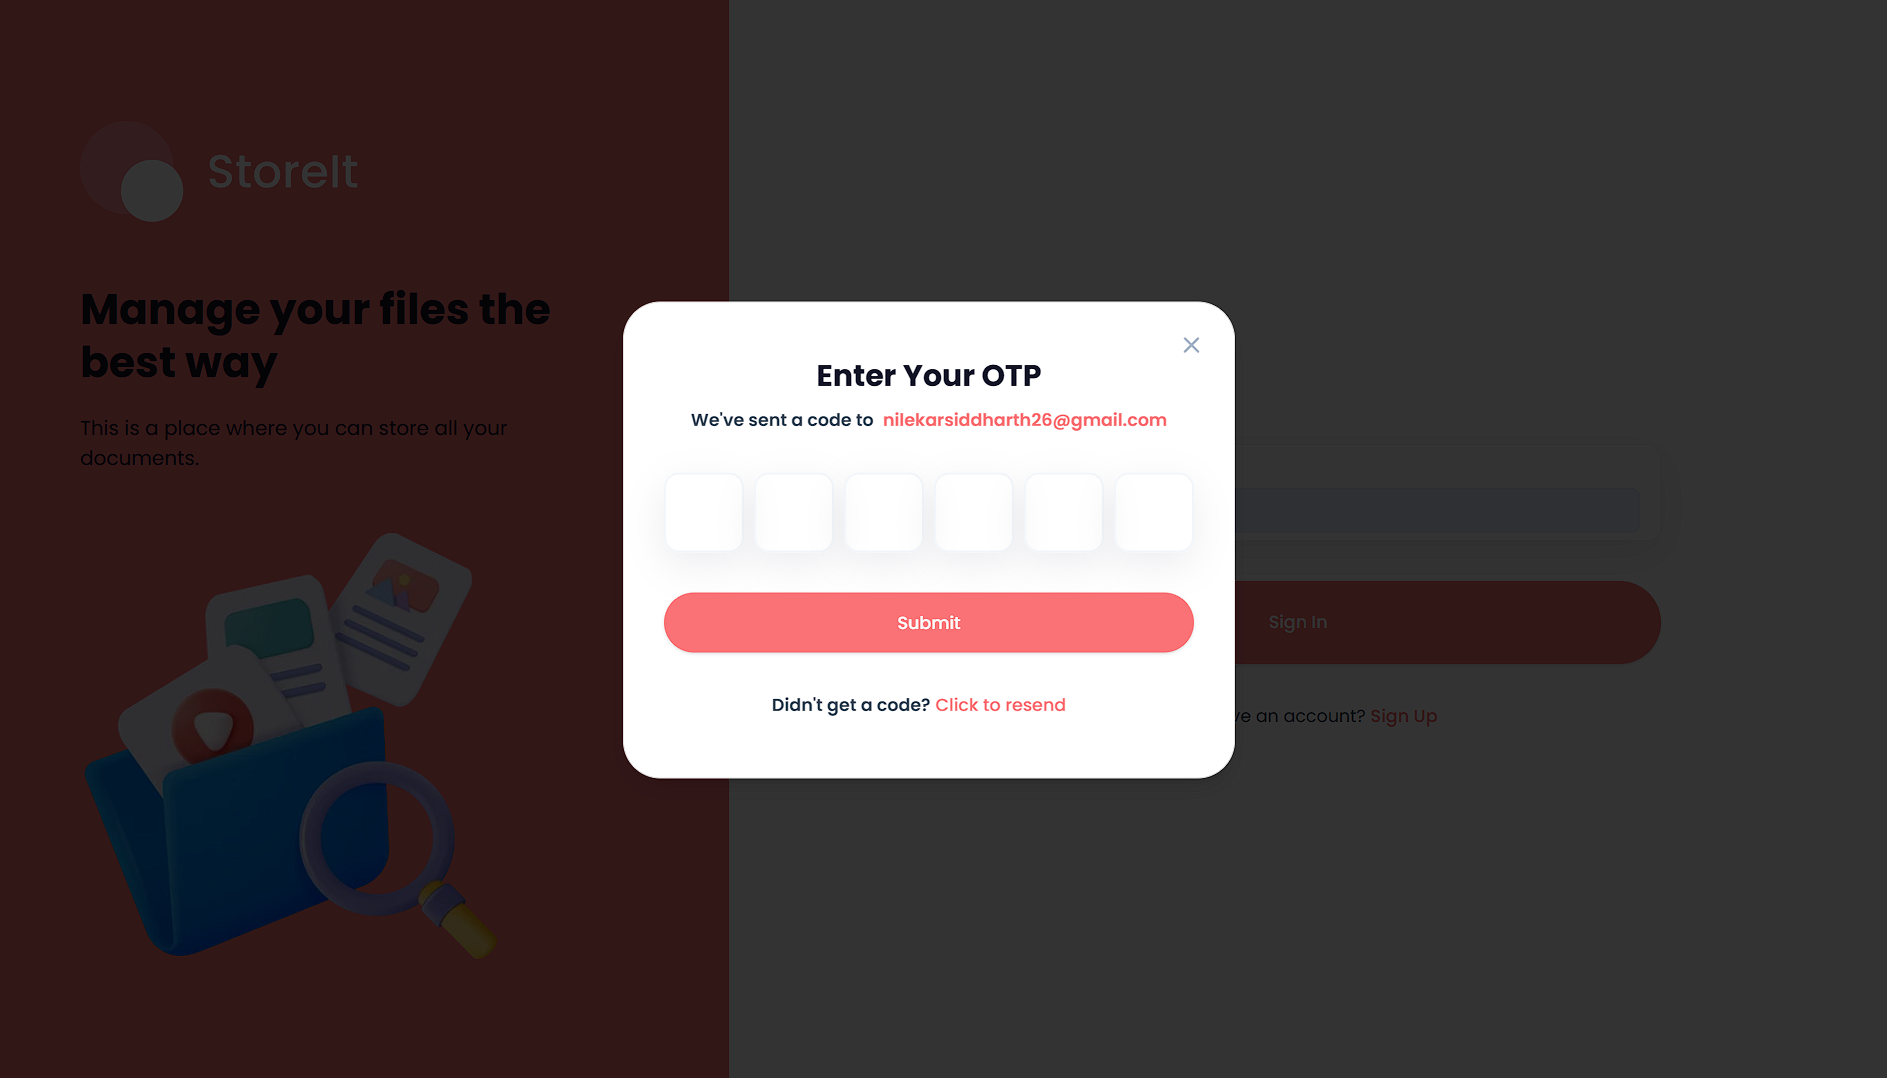 StoreIt
Manage your files the
best way
This is a place where you can store all your
documents.
Enter Your OTP
We've sent a code to nilekarsiddharth26@gmail.com
Submit
Didn't get a code? Click to resend
Sign In
an account? Sign Up